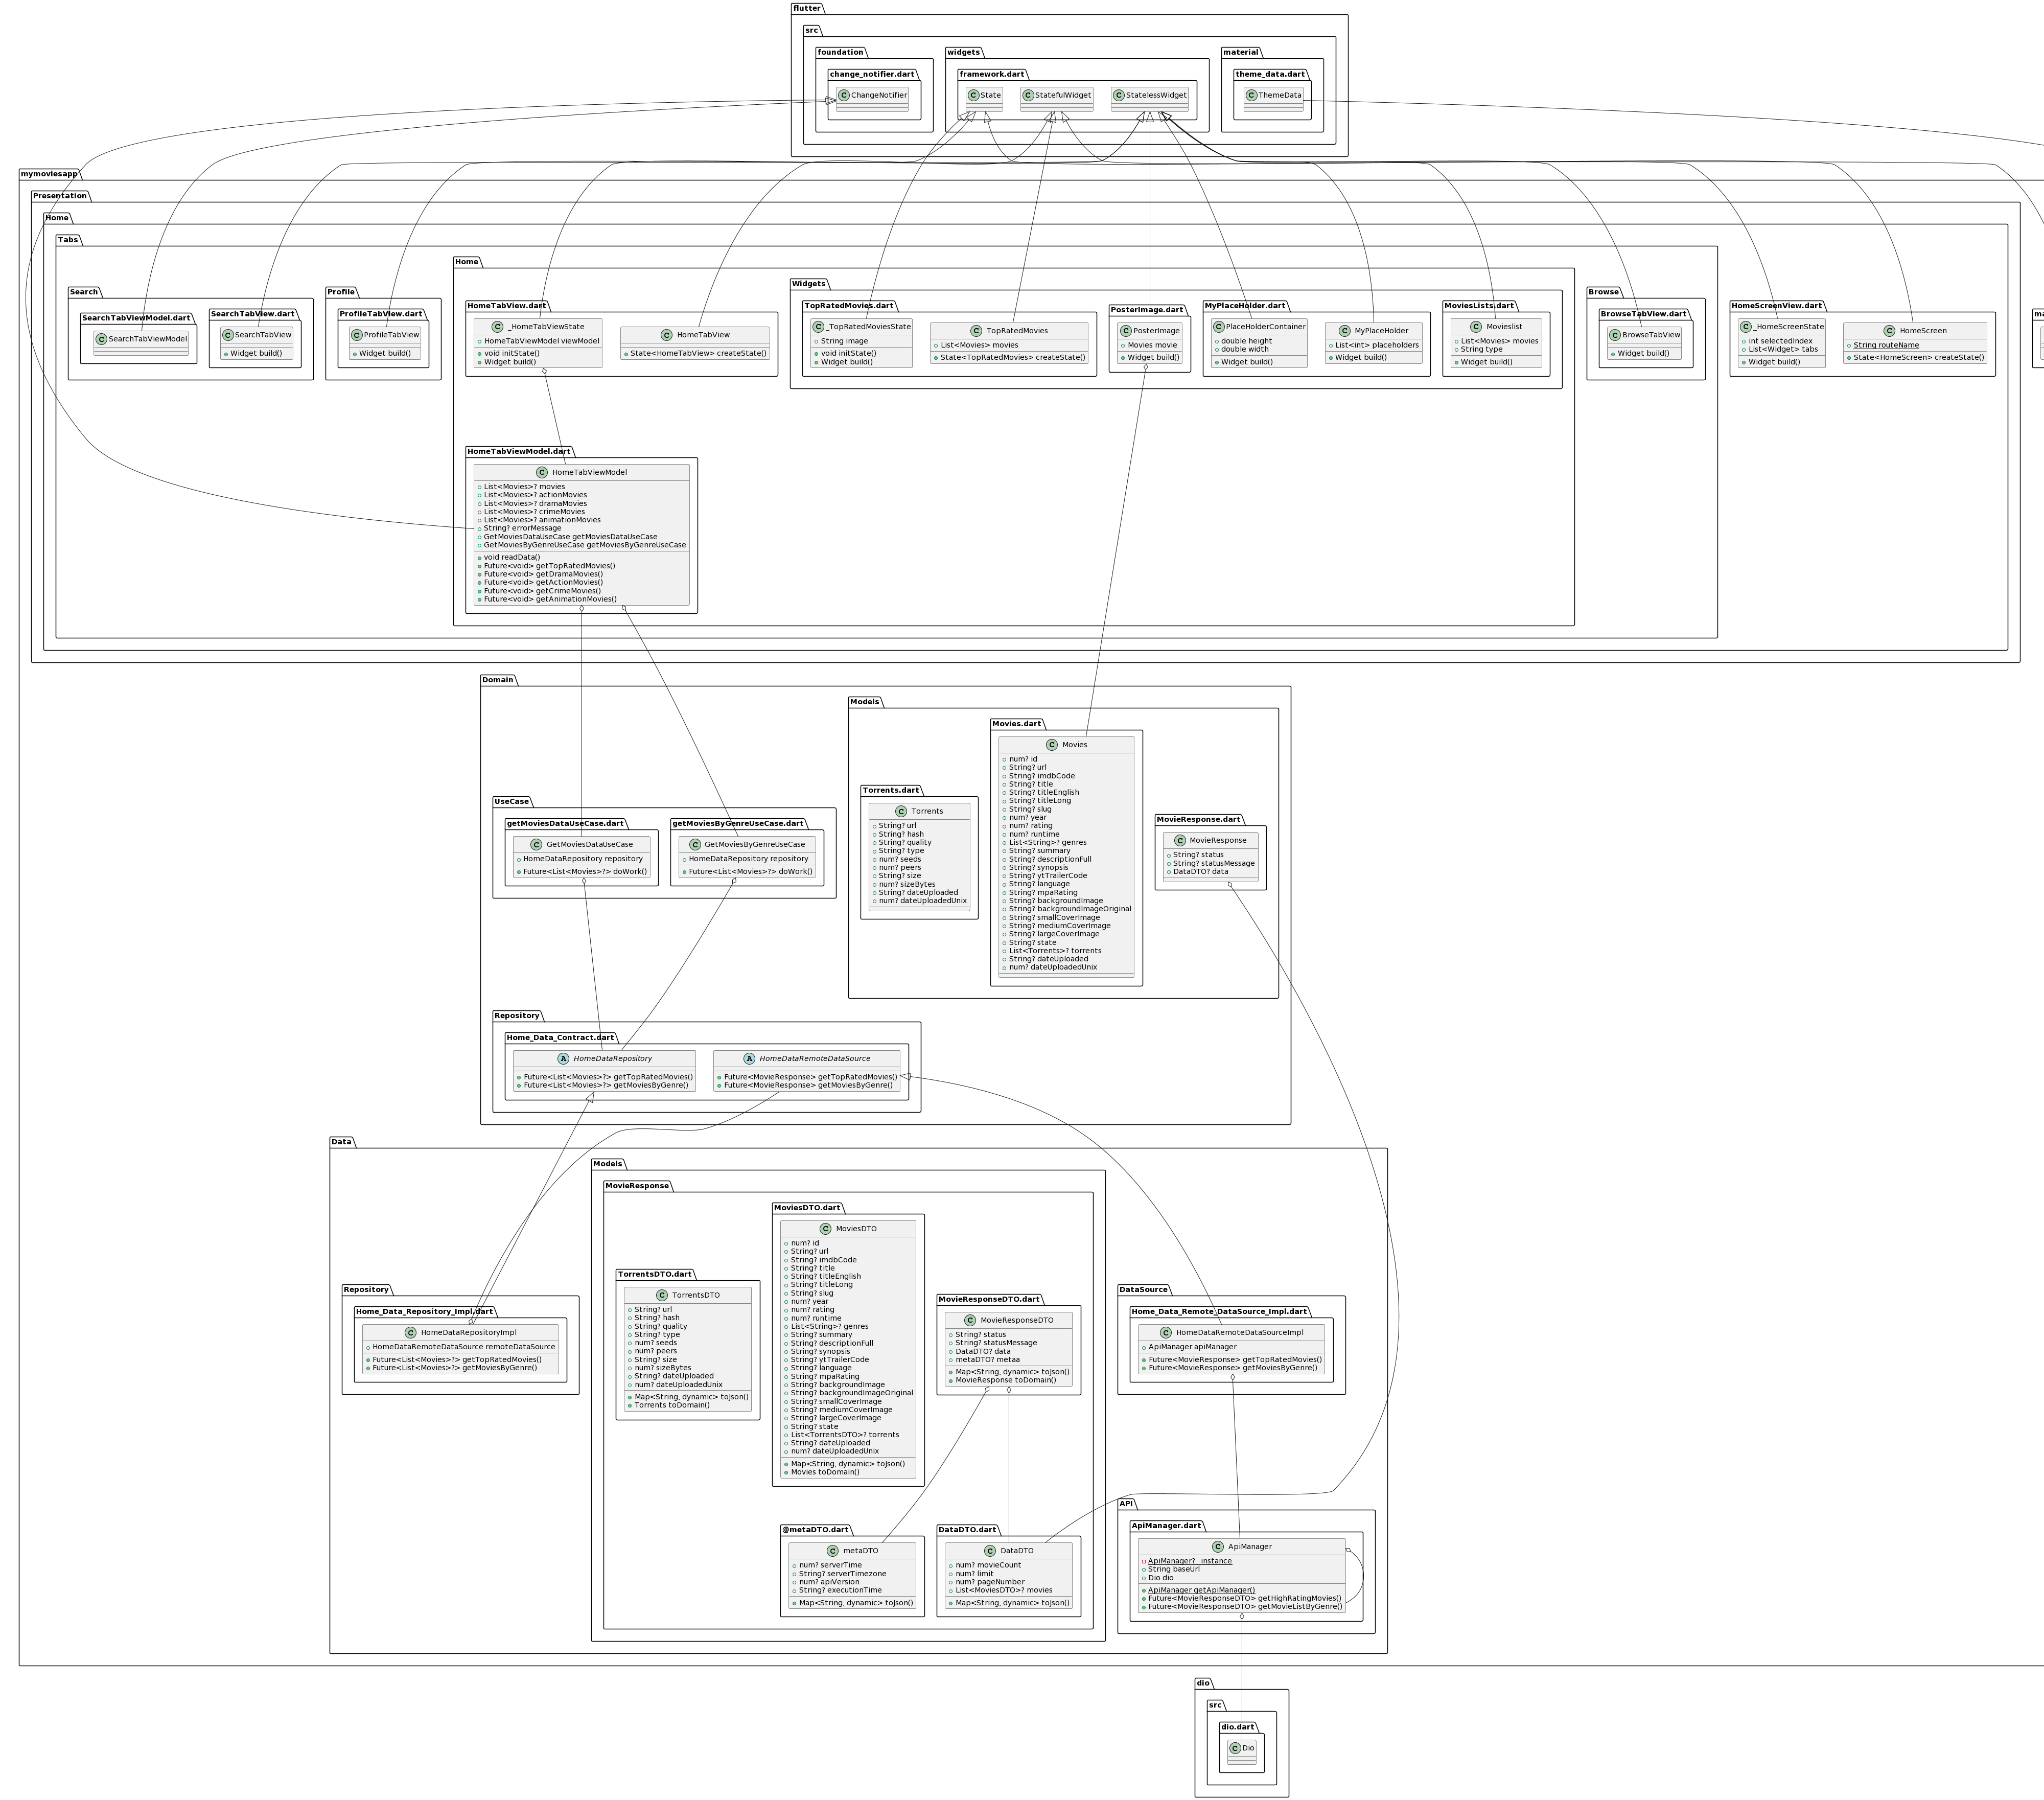 flutter
src
foundation
change_notifier.dart
C ChangeNotifier
widgets
framework.dart
C State
C StatefulWidget
C StatelessWidget
material
theme_data.dart
C ThemeData
mymoviesapp
Presentation
Home
Tabs
Search
SearchTabViewModel.dart
C SearchTabViewModel
SearchTabView.dart
C SearchTabView
Widget build()
Profile
ProfileTabView.dart
C ProfileTabView
Widget build()
Home
HomeTabView.dart
C _HomeTabViewState
HomeTabViewModel viewModel
void initState()
Widget build()
C HomeTabView
State<HomeTabView> createState()
Widgets
TopRatedMovies.dart
C _TopRatedMoviesState
String image
void initState()
Widget build()
C TopRatedMovies
List<Movies> movies
State<TopRatedMovies> createState()
PosterImage.dart
C PosterImage
Movies movie
Widget build()
MyPlaceHolder.dart
C PlaceHolderContainer
double height
double width
Widget build()
C MyPlaceHolder
List<int> placeholders
Widget build()
MoviesLists.dart
C Movieslist
List<Movies> movies
String type
Widget build()
Browse
BrowseTabView.dart
C BrowseTabView
Widget build()
HomeScreenView.dart
C _HomeScreenState
int selectedIndex
List<Widget> tabs
Widget build()
C HomeScreen
String routeName
State<HomeScreen> createState()
HomeTabViewModel.dart
C HomeTabViewModel
List<Movies>? movies
List<Movies>? actionMovies
List<Movies>? dramaMovies
List<Movies>? crimeMovies
List<Movies>? animationMovies
String? errorMessage
GetMoviesDataUseCase getMoviesDataUseCase
GetMoviesByGenreUseCase getMoviesByGenreUseCase
void readData()
Future<void> getTopRatedMovies()
Future<void> getDramaMovies()
Future<void> getActionMovies()
Future<void> getCrimeMovies()
Future<void> getAnimationMovies()
Domain
Models
Movies.dart
C Movies
num? id
String? url
String? imdbCode
String? title
String? titleEnglish
String? titleLong
String? slug
num? year
num? rating
num? runtime
List<String>? genres
String? summary
String? descriptionFull
String? synopsis
String? ytTrailerCode
String? language
String? mpaRating
String? backgroundImage
String? backgroundImageOriginal
String? smallCoverImage
String? mediumCoverImage
String? largeCoverImage
String? state
List<Torrents>? torrents
String? dateUploaded
num? dateUploadedUnix
Torrents.dart
C Torrents
String? url
String? hash
String? quality
String? type
num? seeds
num? peers
String? size
num? sizeBytes
String? dateUploaded
num? dateUploadedUnix
MovieResponse.dart
C MovieResponse
String? status
String? statusMessage
DataDTO? data
UseCase
getMoviesDataUseCase.dart
C GetMoviesDataUseCase
HomeDataRepository repository
Future<List<Movies>?> doWork()
getMoviesByGenreUseCase.dart
C GetMoviesByGenreUseCase
HomeDataRepository repository
Future<List<Movies>?> doWork()
Repository
Home_Data_Contract.dart
A HomeDataRepository
Future<List<Movies>?> getTopRatedMovies()
Future<List<Movies>?> getMoviesByGenre()
A HomeDataRemoteDataSource
Future<MovieResponse> getTopRatedMovies()
Future<MovieResponse> getMoviesByGenre()
Data
Models
MovieResponse
MoviesDTO.dart
C MoviesDTO
num? id
String? url
String? imdbCode
String? title
String? titleEnglish
String? titleLong
String? slug
num? year
num? rating
num? runtime
List<String>? genres
String? summary
String? descriptionFull
String? synopsis
String? ytTrailerCode
String? language
String? mpaRating
String? backgroundImage
String? backgroundImageOriginal
String? smallCoverImage
String? mediumCoverImage
String? largeCoverImage
String? state
List<TorrentsDTO>? torrents
String? dateUploaded
num? dateUploadedUnix
Map<String, dynamic> toJson()
Movies toDomain()
TorrentsDTO.dart
C TorrentsDTO
String? url
String? hash
String? quality
String? type
num? seeds
num? peers
String? size
num? sizeBytes
String? dateUploaded
num? dateUploadedUnix
Map<String, dynamic> toJson()
Torrents toDomain()
MovieResponseDTO.dart
C MovieResponseDTO
String? status
String? statusMessage
DataDTO? data
metaDTO? metaa
Map<String, dynamic> toJson()
MovieResponse toDomain()
Repository
Home_Data_Repository_Impl.dart
C HomeDataRepositoryImpl
HomeDataRemoteDataSource remoteDataSource
Future<List<Movies>?> getTopRatedMovies()
Future<List<Movies>?> getMoviesByGenre()
DataSource
Home_Data_Remote_DataSource_Impl.dart
C HomeDataRemoteDataSourceImpl
ApiManager apiManager
Future<MovieResponse> getTopRatedMovies()
Future<MovieResponse> getMoviesByGenre()
@metaDTO.dart
C metaDTO
num? serverTime
String? serverTimezone
num? apiVersion
String? executionTime
Map<String, dynamic> toJson()
DataDTO.dart
C DataDTO
num? movieCount
num? limit
num? pageNumber
List<MoviesDTO>? movies
Map<String, dynamic> toJson()
API
ApiManager.dart
C ApiManager
ApiManager? _instance
String baseUrl
Dio dio
ApiManager getApiManager()
Future<MovieResponseDTO> getHighRatingMovies()
Future<MovieResponseDTO> getMovieListByGenre()
dio
src
dio.dart
C Dio